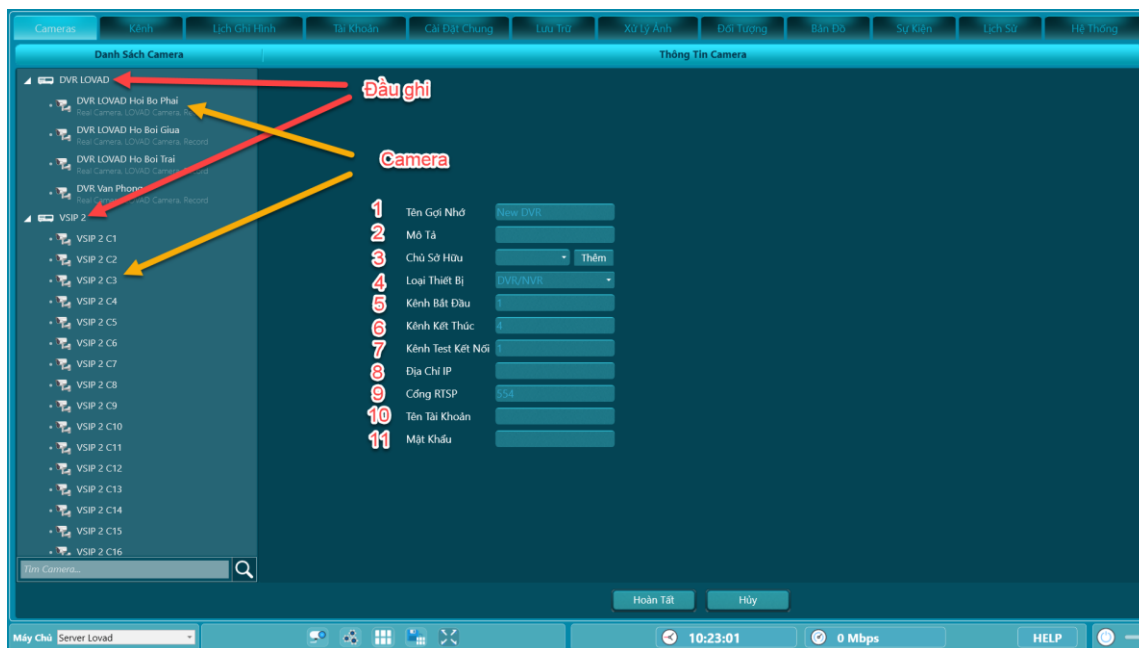 Cameras Kênh Lịch Ghi Hình Tài Khoản Cài Đặt Chung Lưu Trữ Xử Lý Ảnh Đối Tượng Bản Đồ Sự Kiện Lịch Sử Hệ Thống
Danh Sách Camera Thông Tin Camera
DVR LOVAD
Đầu ghi
DVR LOVAD Hoi Bo Phai
Real Camera, LOVAD Camera, Re
DVR LOVAD Ho Boi Giua
Real Camera, LOVAD Camera, Record
Camera
DVR LOVAD Ho Boi Trai
Real Camera, LOVAD Camera, Record
DVR Van Phong
Real Camera, LOVAD Camera, Record
VSIP 2
VSIP 2 C1
VSIP 2 C2
VSIP 2 C3
VSIP 2 C4
VSIP 2 C5
VSIP 2 C6
VSIP 2 C7
VSIP 2 C8
VSIP 2 C9
VSIP 2 C10
VSIP 2 C11
VSIP 2 C12
VSIP 2 C13
VSIP 2 C14
VSIP 2 C15
VSIP 2 C16
Tìm Camera...
1 Tên Gợi Nhớ New DVR
2 Mô Tả
3 Chủ Sở Hữu Thêm
4 Loại Thiết Bị DVR/NVR
5 Kênh Bắt Đầu 1
6 Kênh Kết Thúc 4
7 Kênh Test Kết Nối 1
8 Địa Chỉ IP
9 Cổng RTSP 554
10 Tên Tài Khoản
11 Mật Khẩu
Hoàn Tất Hủy
Máy Chủ Server Lovad 10:23:01 0 Mbps HELP